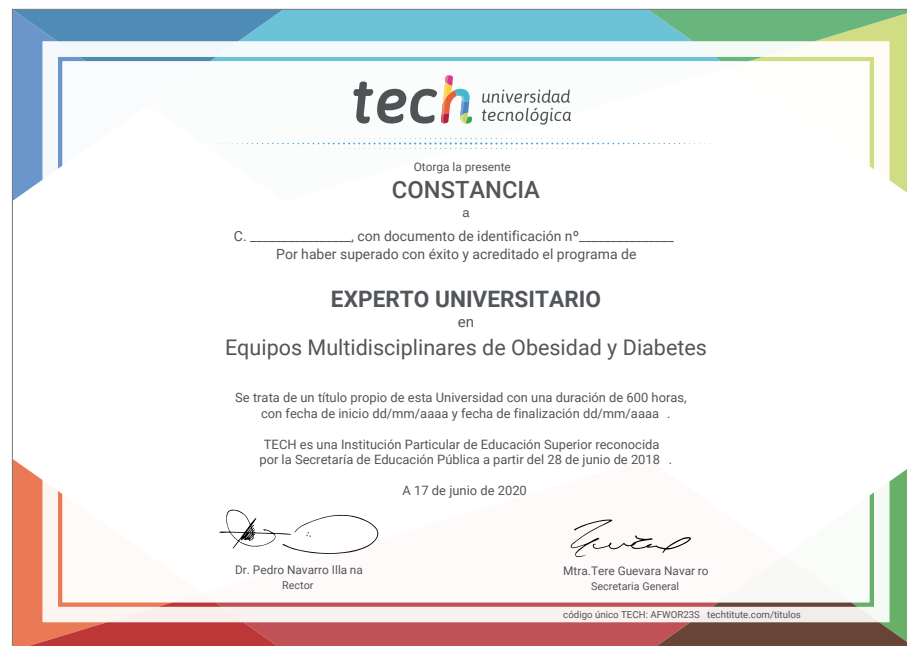 tech universidad
tecnológica
Otorga la presente
CONSTANCIA
a
C. ______________, con documento de identificación nº_____________
Por haber superado con éxito y acreditado el programa de
EXPERTO UNIVERSITARIO
en
Equipos Multidisciplinares de Obesidad y Diabetes
Se trata de un título propio de esta Universidad con una duración de 600 horas,
con fecha de inicio dd/mm/aaaa y fecha de finalización dd/mm/aaaa .
TECH es una Institución Particular de Educación Superior reconocida
por la Secretaría de Educación Pública a partir del 28 de junio de 2018 .
A 17 de junio de 2020
Dr. Pedro Navarro Illa na
Rector
Mtra.Tere Guevara Navar ro
Secretaria General
código único TECH: AFWOR23S techtitute.com/titulos